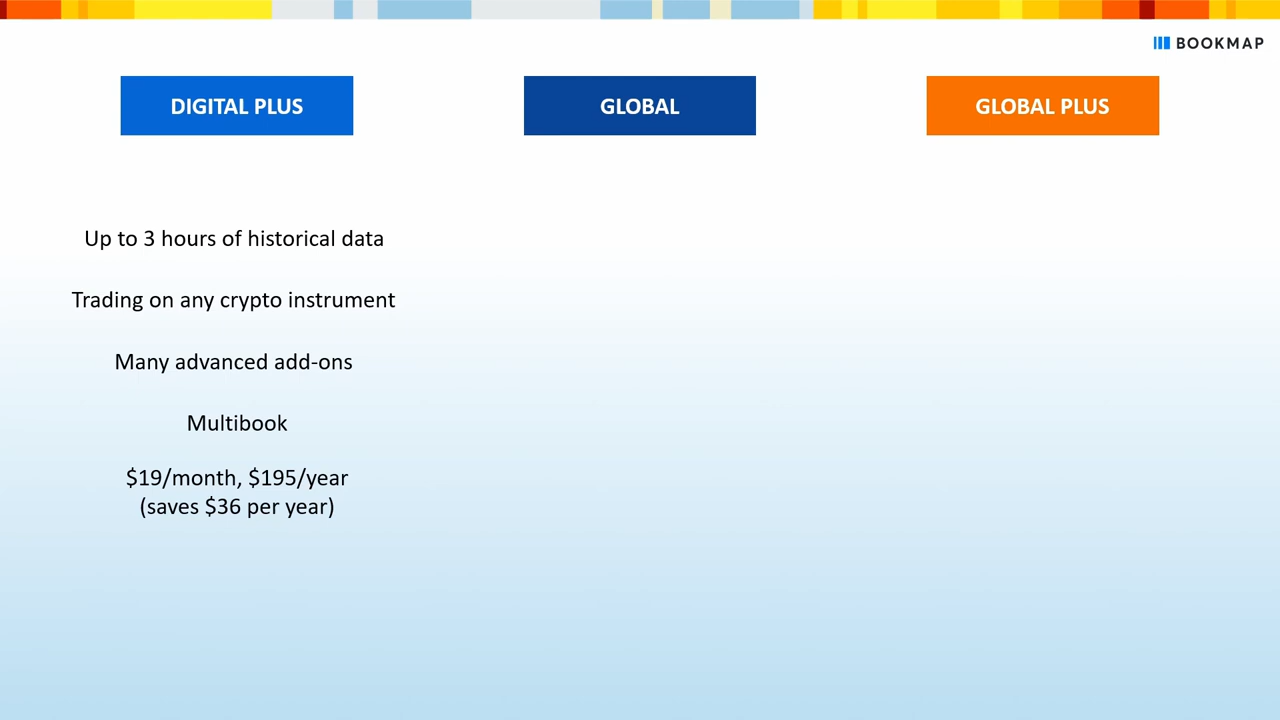 BOOKMAP
DIGITAL PLUS
GLOBAL
GLOBAL PLUS
Up to 3 hours of historical data
Trading on any crypto instrument
Many advanced add-ons
Multibook
$19/month, $195/year
(saves $36 per year)